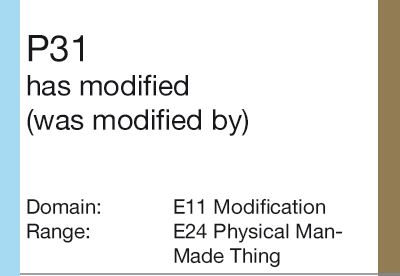 P31
has modified
(was modified by)
Domain: E11 Modification
Range: E24 Physical Man-
Made Thing